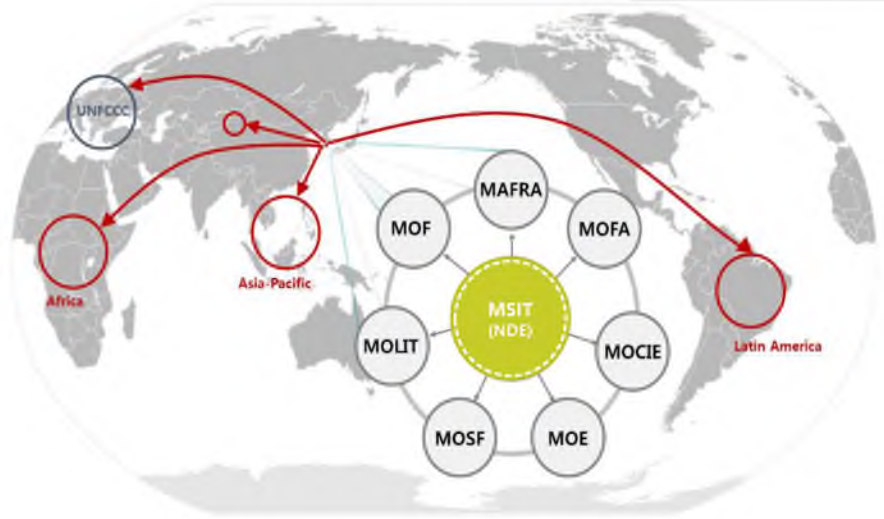 UNFCCC
MAFRA
MOF
MOFA
Africa
Asia-Pacific
MSIT
(NDE)
MOLIT
MOCIE
Latin America
MOSF
MOE